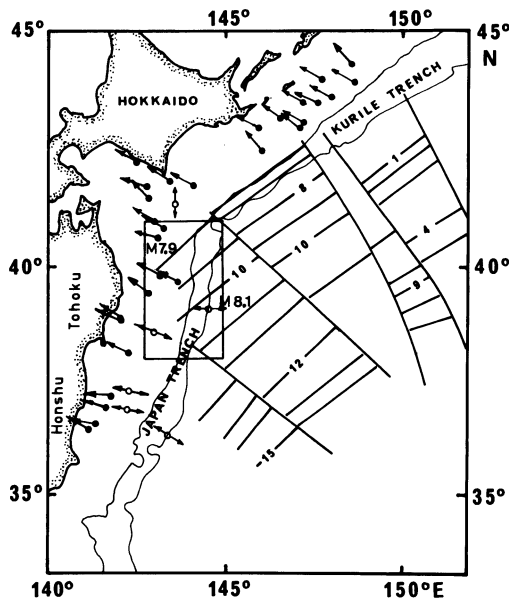 145° 150°
45° 45°
N
HOKKAIDO
KURILE TRENCH
1
8
4
10
M7.9
40° 40°
10
9
M8.1
Tohoku
12
JAPAN TRENCH
Honshu
-15
35° 35°
140° 145° 150°E